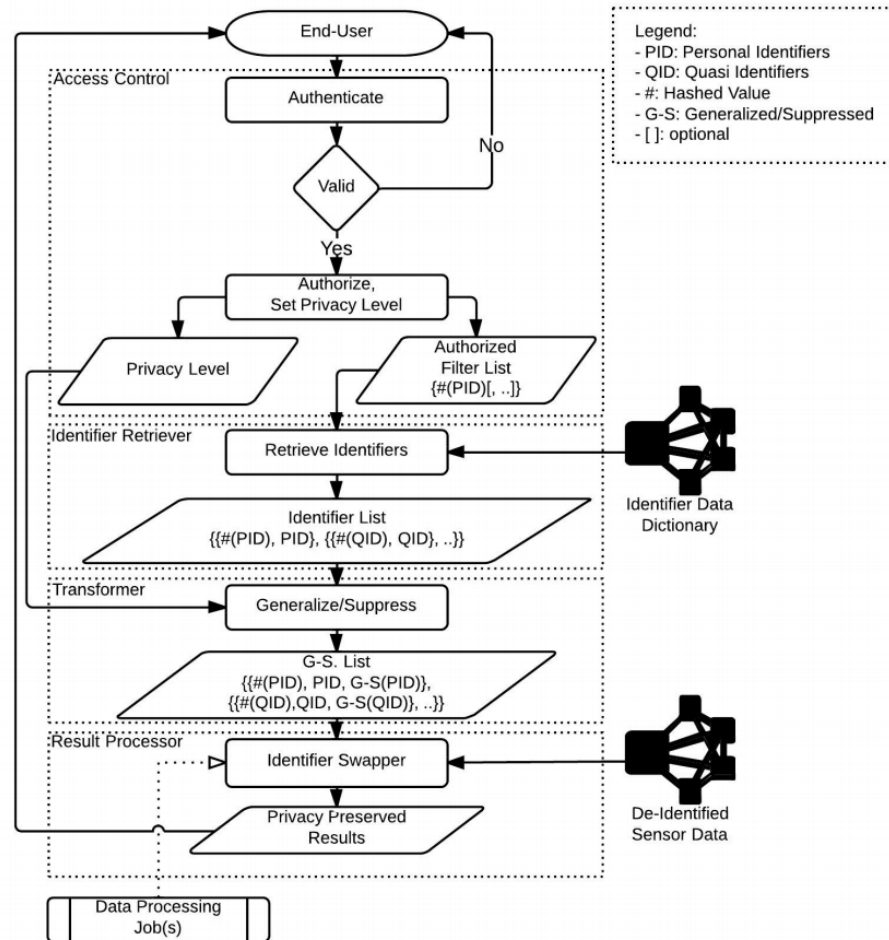 End-User
Legend:
- PID: Personal Identifiers
- QID: Quasi Identifiers
- #: Hashed Value
- G-S: Generalized/Suppressed
- [ ]: optional
Access Control
Authenticate
No
Valid
Yes
Authorize,
Set Privacy Level
Privacy Level
Authorized
Filter List
{#(PID)[, ..]}
Identifier Retriever
Retrieve Identifiers
Identifier Data
Dictionary
Identifier List
{{#(PID), PID}, {{#(QID), QID}, ..}}
Transformer
Generalize/Suppress
G-S. List
{{#(PID), PID, G-S(PID)},
{{#(QID),QID, G-S(QID)}, ..}}
Result Processor
Identifier Swapper
De-Identified
Sensor Data
Privacy Preserved
Results
Data Processing
Job(s)